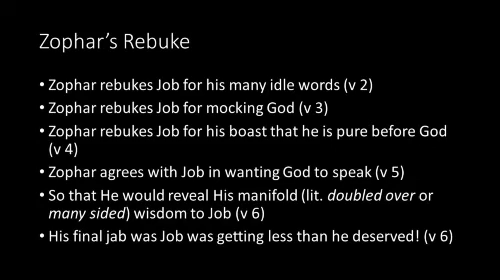 Zophar’s Rebuke
• Zophar rebukes Job for his many idle words (v 2)
• Zophar rebukes Job for mocking God (v 3)
• Zophar rebukes Job for his boast that he is pure before God
(v 4)
• Zophar agrees with Job in wanting God to speak (v 5)
• So that He would reveal His manifold (lit. doubled over or
many sided) wisdom to Job (v 6)
• His final jab was Job was getting less than he deserved! (v 6)